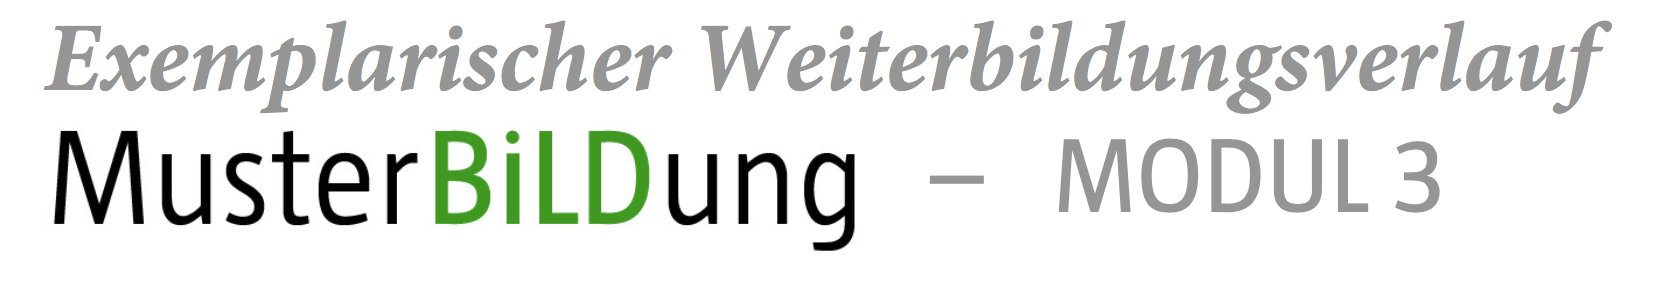 Exemplarischer Weiterbildungsverlauf
MusterBiLDung – MODUL 3